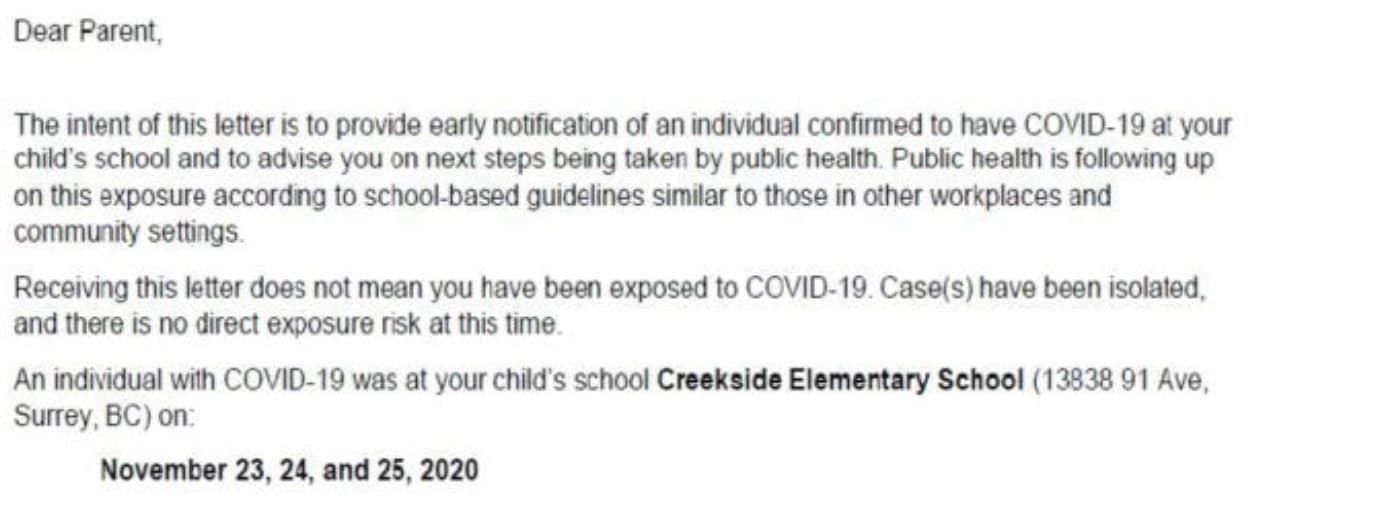 Dear Parent,
The intent of this letter is to provide early notification of an individual confirmed to have COVID-19 at your
child's school and to advise you on next steps being taken by public health. Public health is following up
on this exposure according to school-based guidelines similar to those in other workplaces and
community settings.
Receiving this letter does not mean you have been exposed to COVID-19. Case(s) have been isolated,
and there is no direct exposure risk at this time.
An individual with COVID-19 was at your child's school Creekside Elementary School (13838 91 Ave,
Surrey, BC) on:
November 23, 24, and 25, 2020